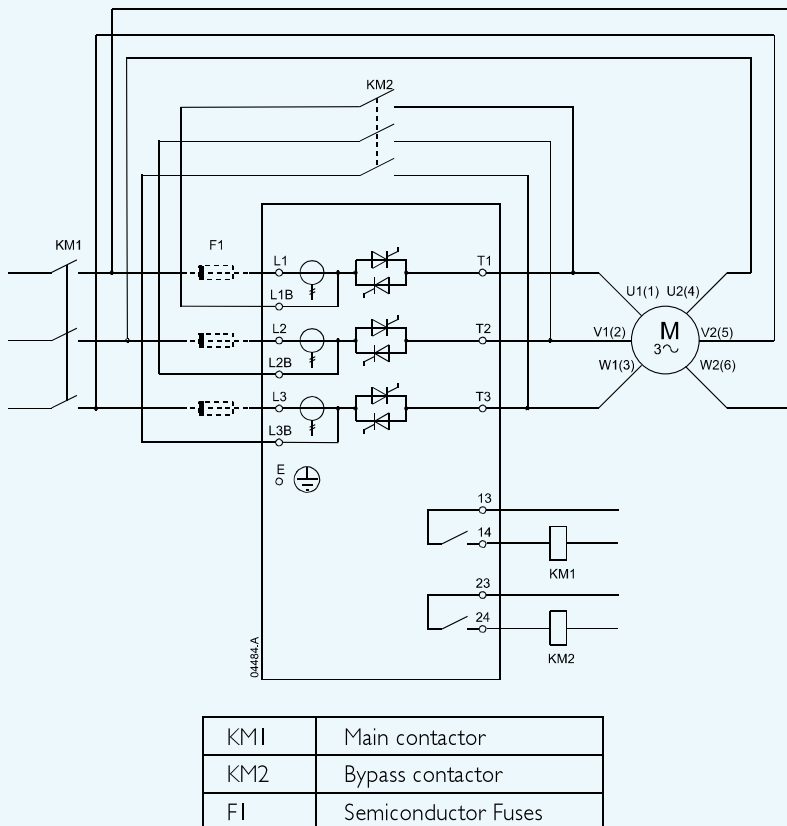 KM2
KM1
F1
L1
T1
U1(1) U2(4)
L1B
L2
T2
V1(2)
M
3~
V2(5)
L2B
W1(3)
W2(6)
L3
T3
L3B
E
13
14
KM1
23
24
KM2
04484.A
KM1 Main contactor
KM2 Bypass contactor
F1 Semiconductor Fuses